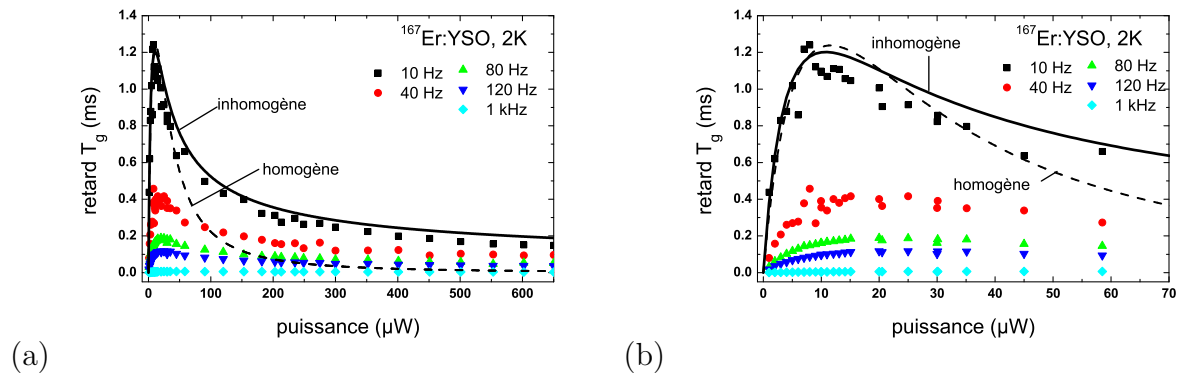 1.4
1.2
1.0
0.8
0.6
0.4
0.2
0.0
retard T_g (ms)
¹⁶⁷Er:YSO, 2K
10 Hz
80 Hz
40 Hz
120 Hz
1 kHz
inhomogène
homogène
0 100 200 300 400 500 600
puissance (µW)
(a)
1.4
1.2
1.0
0.8
0.6
0.4
0.2
0.0
retard T_g (ms)
¹⁶⁷Er:YSO, 2K
inhomogène
10 Hz
80 Hz
40 Hz
120 Hz
1 kHz
homogène
0 10 20 30 40 50 60 70
puissance (µW)
(b)